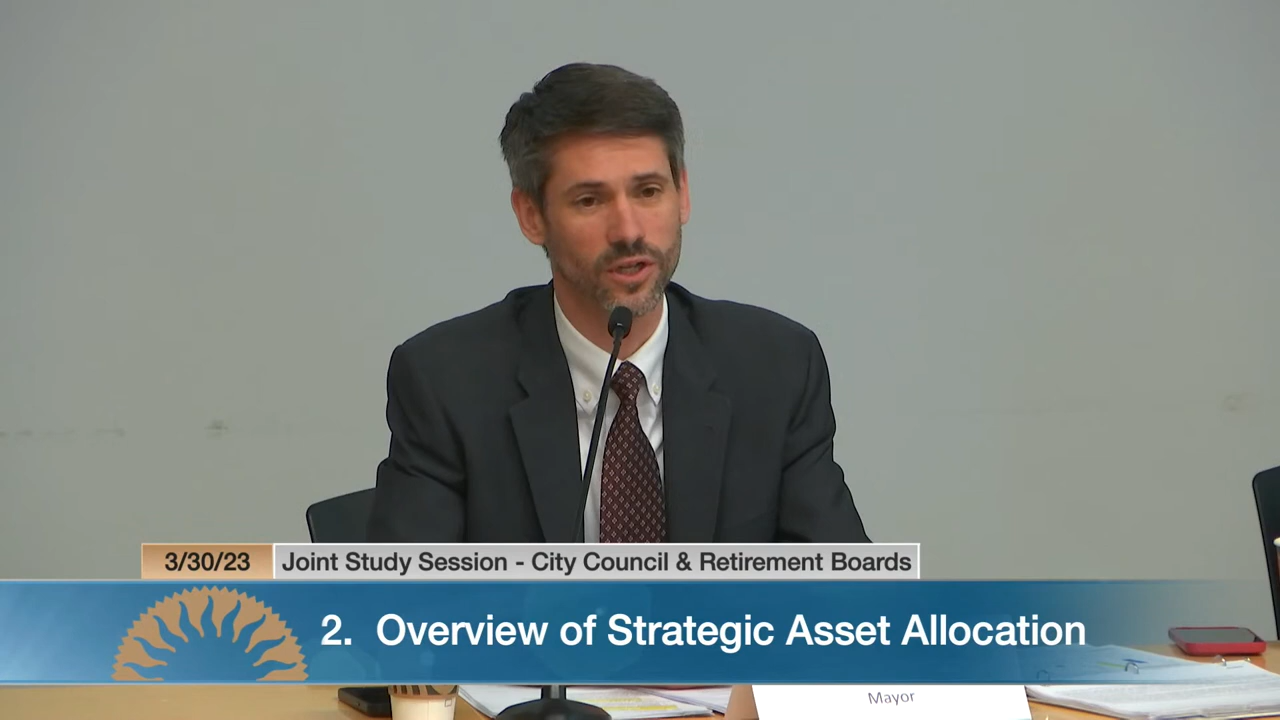 3/30/23 Joint Study Session - City Council & Retirement Boards
2. Overview of Strategic Asset Allocation
Mayor